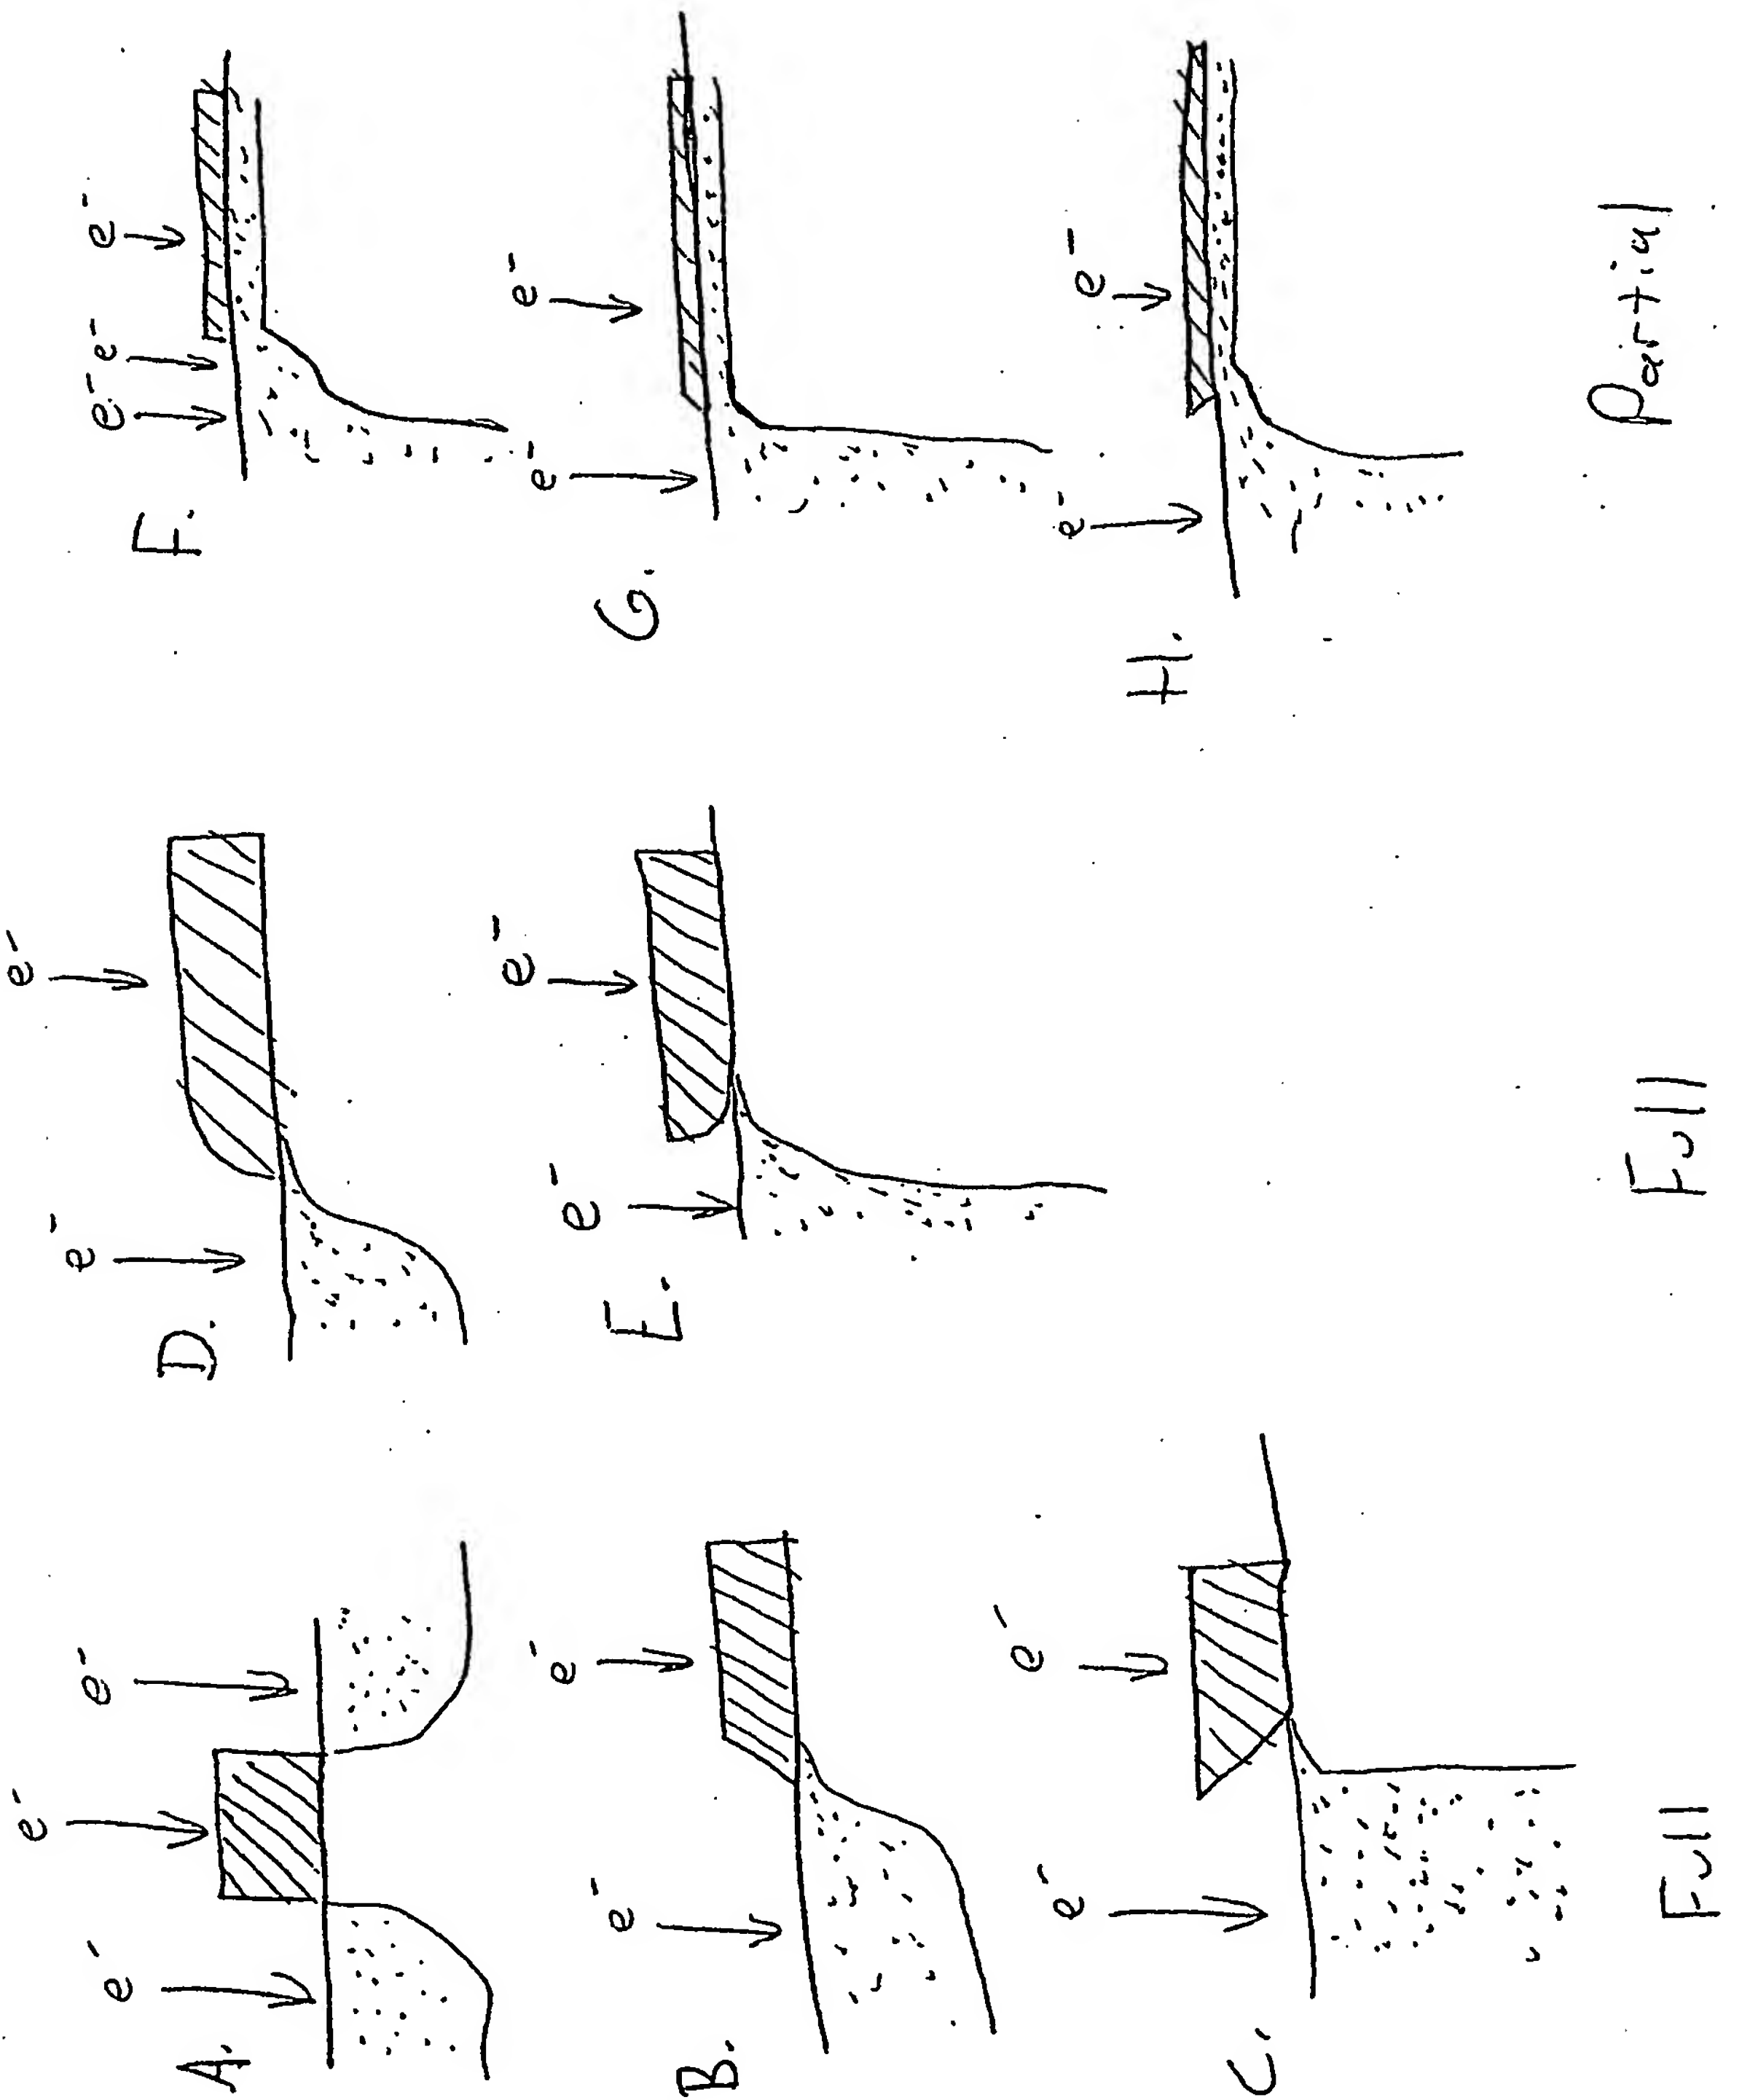 A.
e⁻ e⁻ e⁻
B.
e⁻ e⁻
C.
e⁻ e⁻
Full
D.
e⁻ e⁻
E.
e⁻ e⁻
Full
F.
e⁻ e⁻ e⁻
G.
e⁻ e⁻
H.
e⁻ e⁻
Partial